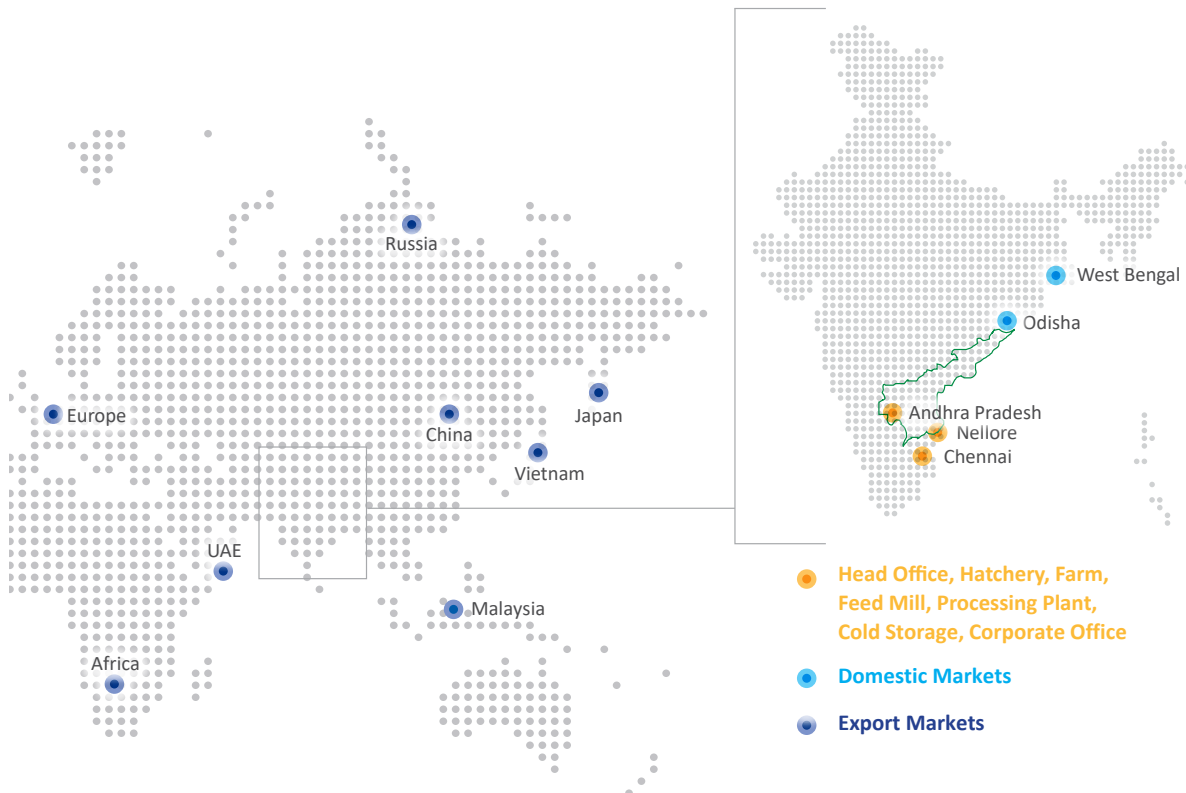 Russia
Europe
China
Japan
Vietnam
UAE
Malaysia
Africa
West Bengal
Odisha
Andhra Pradesh
Nellore
Chennai
Head Office, Hatchery, Farm,
Feed Mill, Processing Plant,
Cold Storage, Corporate Office
Domestic Markets
Export Markets